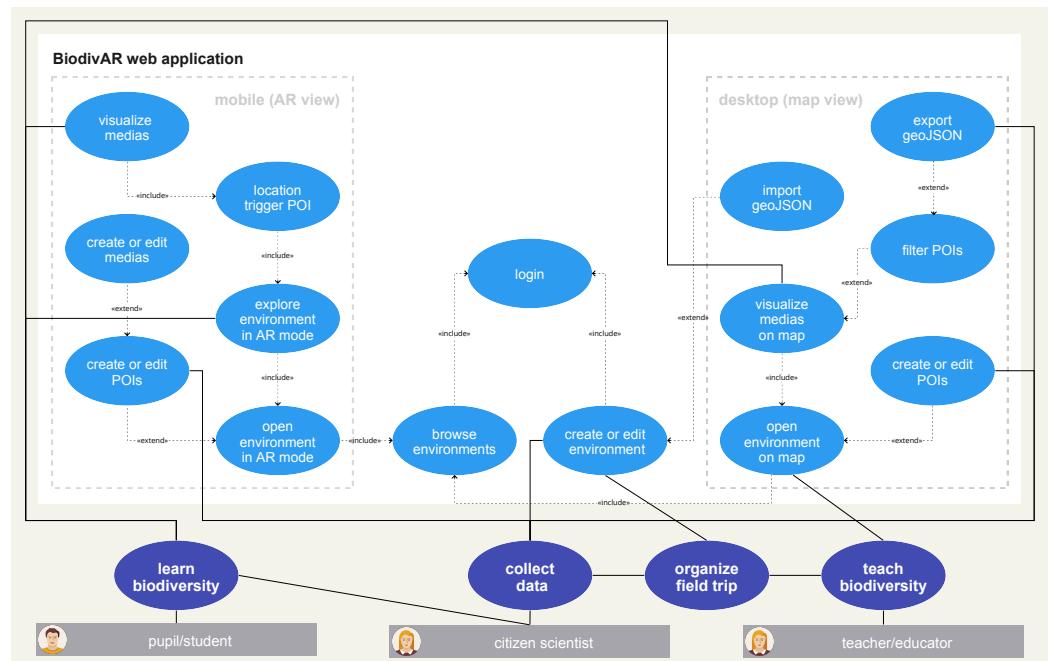 BiodivAR web application
mobile (AR view)
desktop (map view)
visualize
medias
export
geoJSON
«include»
location
trigger POI
import
geoJSON
«extend»
create or edit
medias
«include»
login
filter POIs
«extend»
«extend»
explore
environment
in AR mode
«include»
«include»
«extend»
visualize
medias
on map
create or edit
POIs
«include»
«include»
create or edit
POIs
«extend»
open
environment
in AR mode
«include»
browse
environments
create or edit
environment
open
environment
on map
«extend»
«include»
learn
biodiversity
collect
data
organize
field trip
teach
biodiversity
pupil/student
citizen scientist
teacher/educator